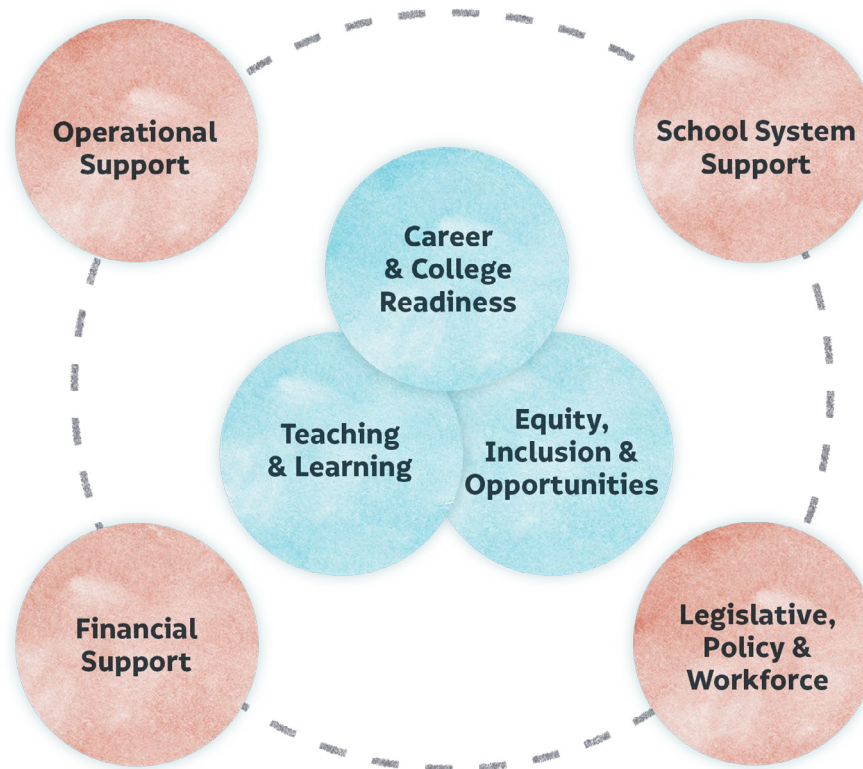 Operational
Support
School System
Support
Career
& College
Readiness
Teaching
& Learning
Equity,
Inclusion &
Opportunities
Financial
Support
Legislative,
Policy &
Workforce